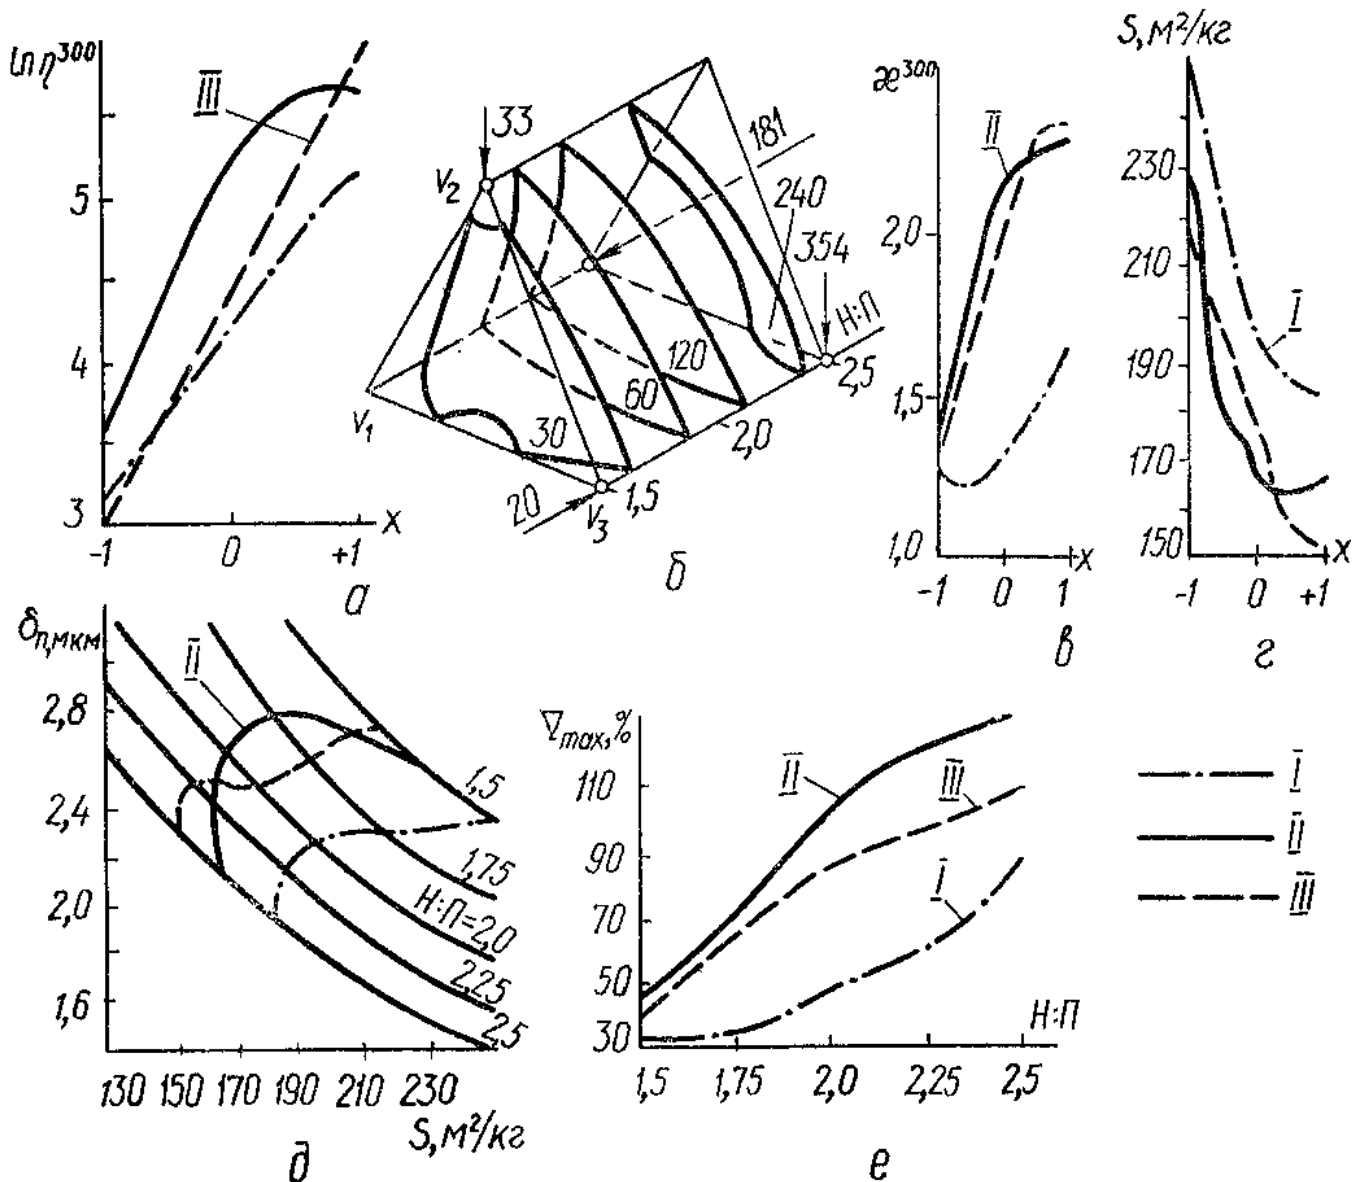 ln η³⁰⁰
III
5
4
3
-1 0 +1 X
а
33
V₂
181
240
354
Н:П
2,5
120
60
2,0
30
V₁
20
V₃
1,5
б
æ³⁰⁰
II
2,0
1,5
1,0
-1 0 1 X
в
S, м²/кг
230
210
I
190
170
150
-1 0 +1 X
г
δп, мкм
II
2,8
2,4
2,0
1,6
1,5
1,75
Н:П=2,0
2,25
2,5
130 150 170 190 210 230
S, м²/кг
д
∇max, %
110
90
70
50
30
II
III
I
Н:П
1,5 1,75 2,0 2,25 2,5
е
I
II
III